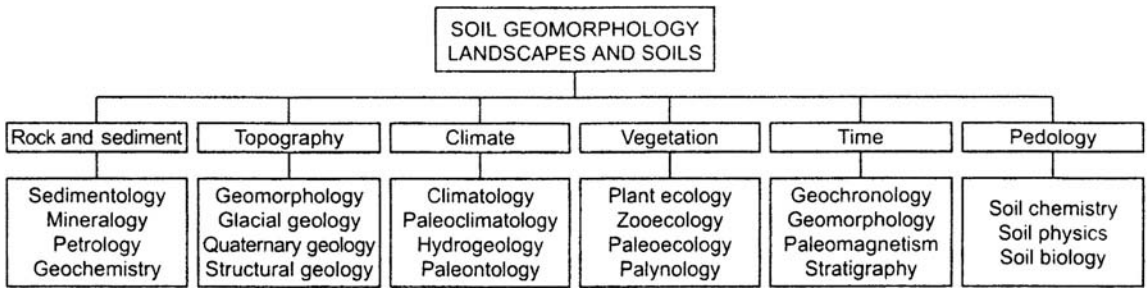 SOIL GEOMORPHOLOGY
LANDSCAPES AND SOILS
Rock and sediment
Topography
Climate
Vegetation
Time
Pedology
Sedimentology
Mineralogy
Petrology
Geochemistry
Geomorphology
Glacial geology
Quaternary geology
Structural geology
Climatology
Paleoclimatology
Hydrogeology
Paleontology
Plant ecology
Zooecology
Paleoecology
Palynology
Geochronology
Geomorphology
Paleomagnetism
Stratigraphy
Soil chemistry
Soil physics
Soil biology